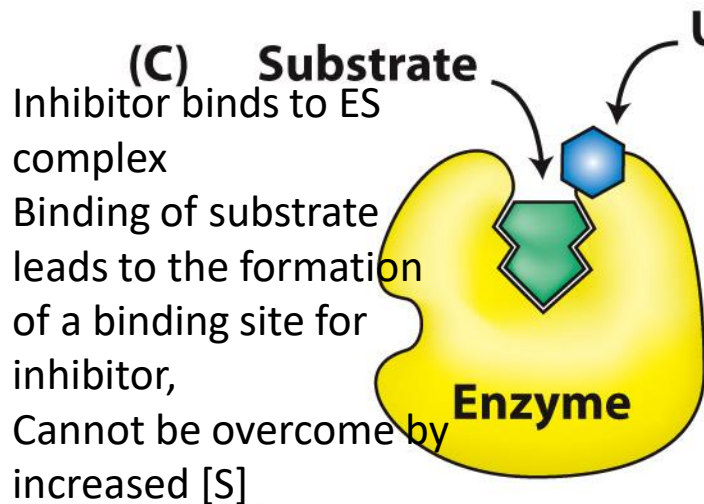 (C) Substrate
Inhibitor binds to ES
complex
Binding of substrate
leads to the formation
of a binding site for
inhibitor,
Cannot be overcome by
increased [S]
Enzyme